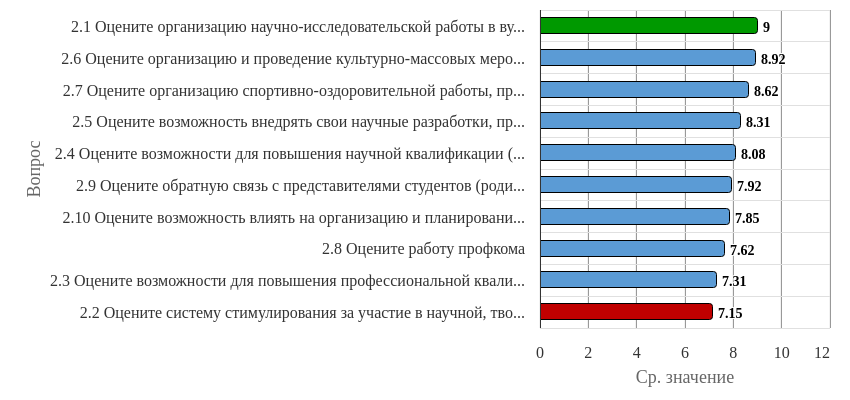 2.1 Оцените организацию научно-исследовательской работы в ву...
9
2.6 Оцените организацию и проведение культурно-массовых меро...
8.92
2.7 Оцените организацию спортивно-оздоровительной работы, пр...
8.62
2.5 Оцените возможность внедрять свои научные разработки, пр...
8.31
2.4 Оцените возможности для повышения научной квалификации (...
8.08
2.9 Оцените обратную связь с представителями студентов (роди...
7.92
2.10 Оцените возможность влиять на организацию и планировани...
7.85
2.8 Оцените работу профкома
7.62
2.3 Оцените возможности для повышения профессиональной квали...
7.31
2.2 Оцените систему стимулирования за участие в научной, тво...
7.15
Вопрос
0 2 4 6 8 10 12
Ср. значение